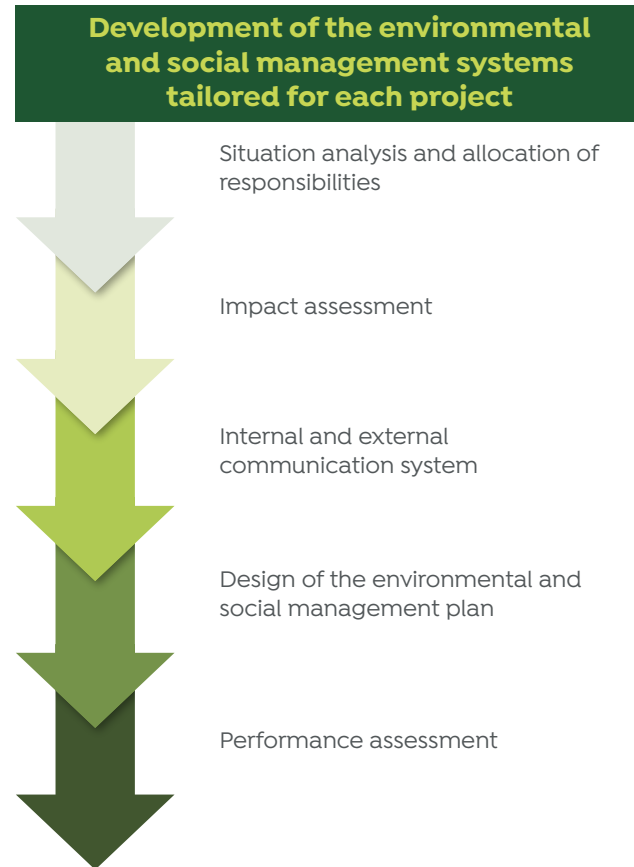 Development of the environmental
and social management systems
tailored for each project
Situation analysis and allocation of
responsibilities
Impact assessment
Internal and external
communication system
Design of the environmental and
social management plan
Performance assessment